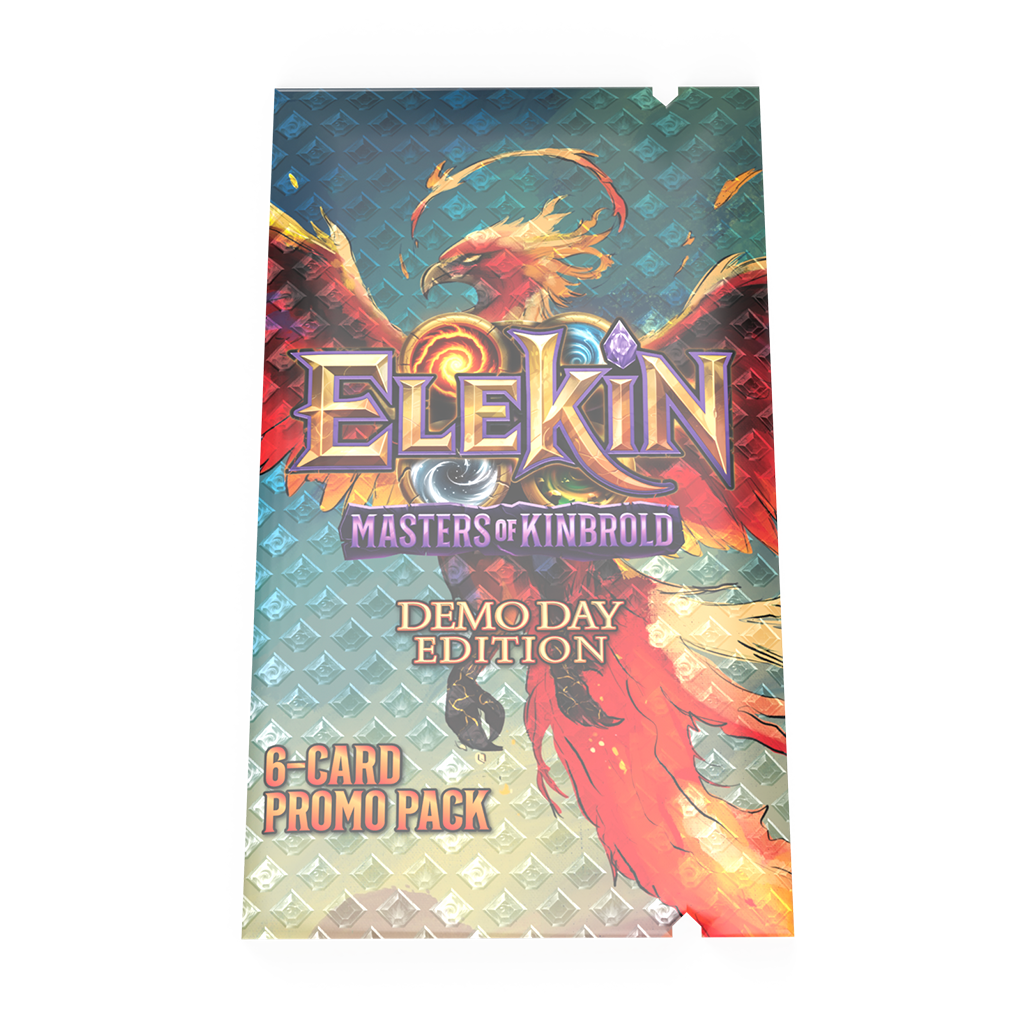 ELEKIN
MASTERS OF KINBROLD
DEMO DAY
EDITION
6-CARD
PROMO PACK